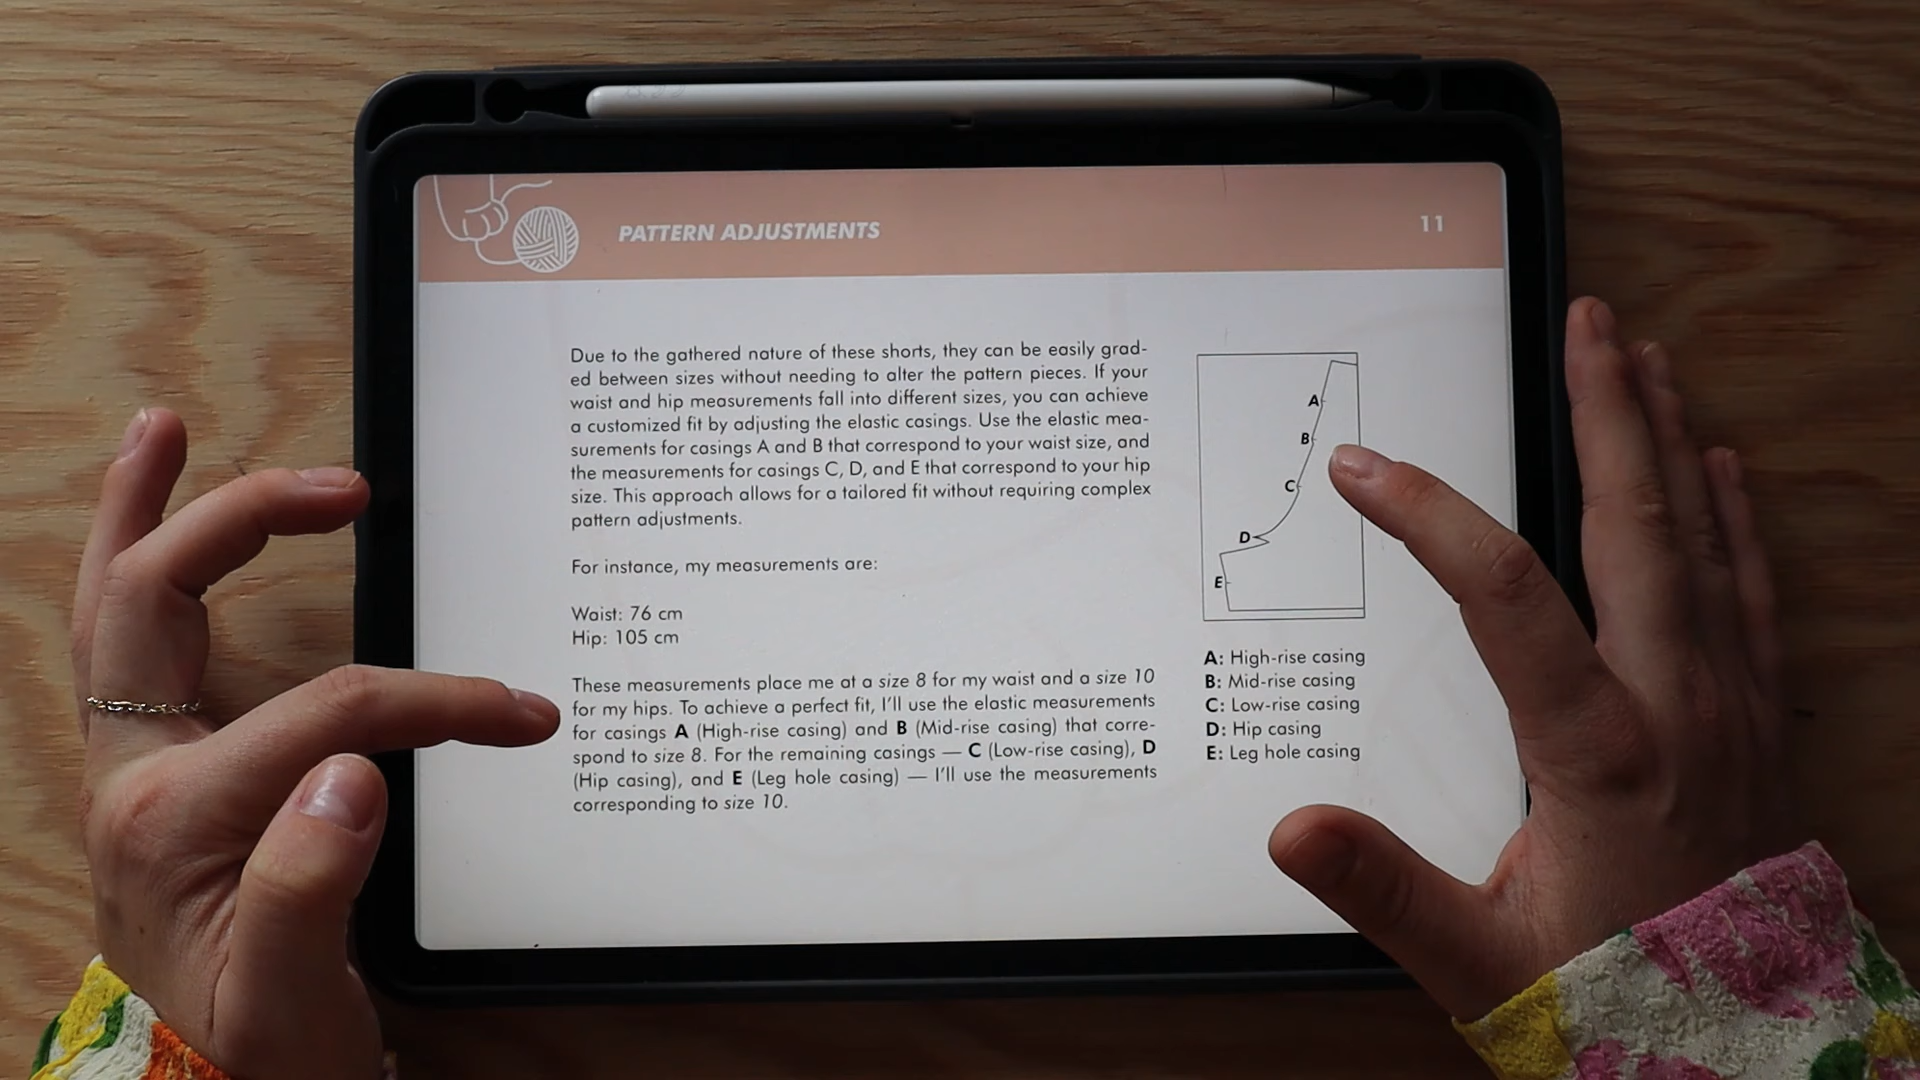 PATTERN ADJUSTMENTS
11
Due to the gathered nature of these shorts, they can be easily grad-
ed between sizes without needing to alter the pattern pieces. If your
waist and hip measurements fall into different sizes, you can achieve
a customized fit by adjusting the elastic casings. Use the elastic mea-
surements for casings A and B that correspond to your waist size, and
the measurements for casings C, D, and E that correspond to your hip
size. This approach allows for a tailored fit without requiring complex
pattern adjustments.
For instance, my measurements are:
Waist: 76 cm
Hip: 105 cm
These measurements place me at a size 8 for my waist and a size 10
for my hips. To achieve a perfect fit, I'll use the elastic measurements
for casings A (High-rise casing) and B (Mid-rise casing) that corre-
spond to size 8. For the remaining casings — C (Low-rise casing), D
(Hip casing), and E (Leg hole casing) — I'll use the measurements
corresponding to size 10.
A
B
C
D
E
A: High-rise casing
B: Mid-rise casing
C: Low-rise casing
D: Hip casing
E: Leg hole casing